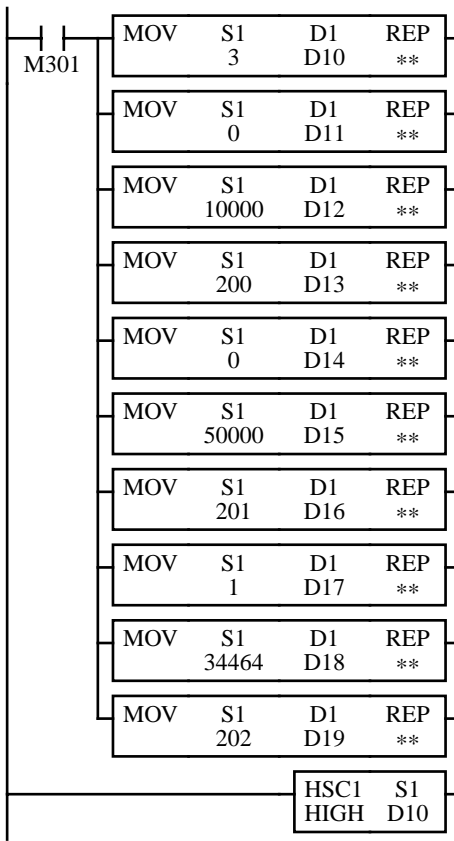 MOV S1 D1 REP
M301 3 D10 **
MOV S1 D1 REP
0 D11 **
MOV S1 D1 REP
10000 D12 **
MOV S1 D1 REP
200 D13 **
MOV S1 D1 REP
0 D14 **
MOV S1 D1 REP
50000 D15 **
MOV S1 D1 REP
201 D16 **
MOV S1 D1 REP
1 D17 **
MOV S1 D1 REP
34464 D18 **
MOV S1 D1 REP
202 D19 **
HSC1 S1
HIGH D10